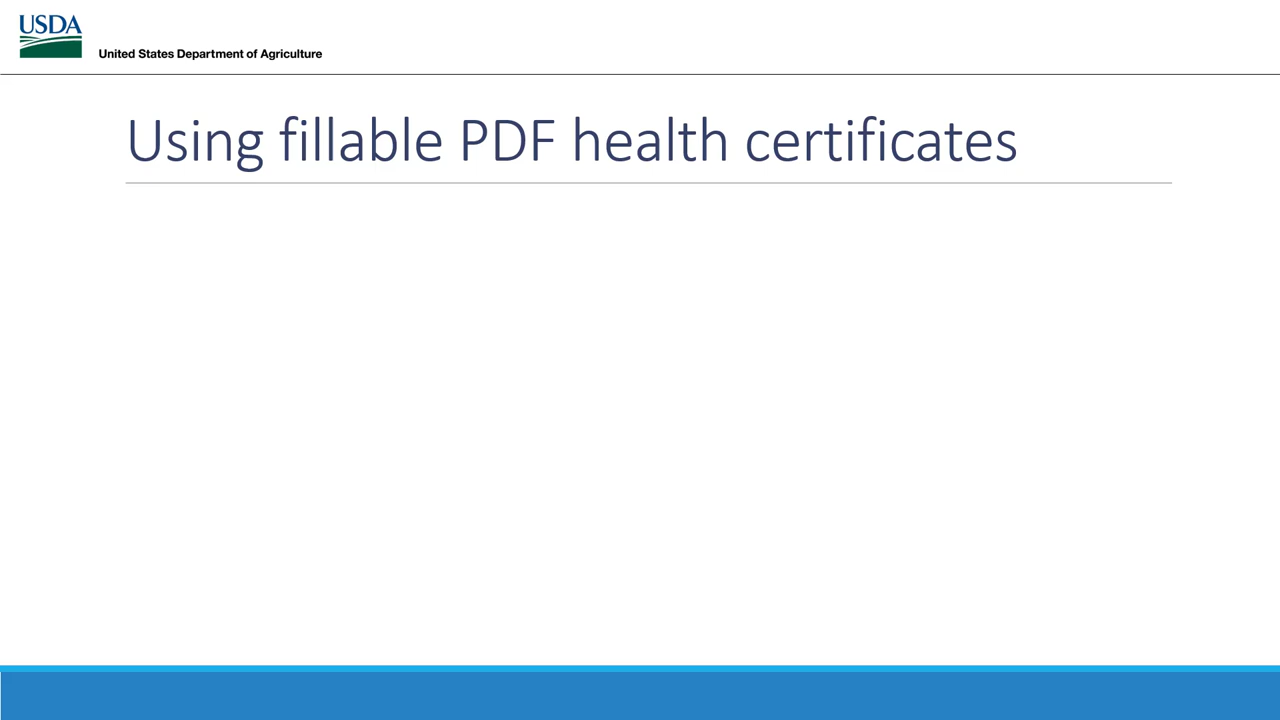 USDA
United States Department of Agriculture
Using fillable PDF health certificates